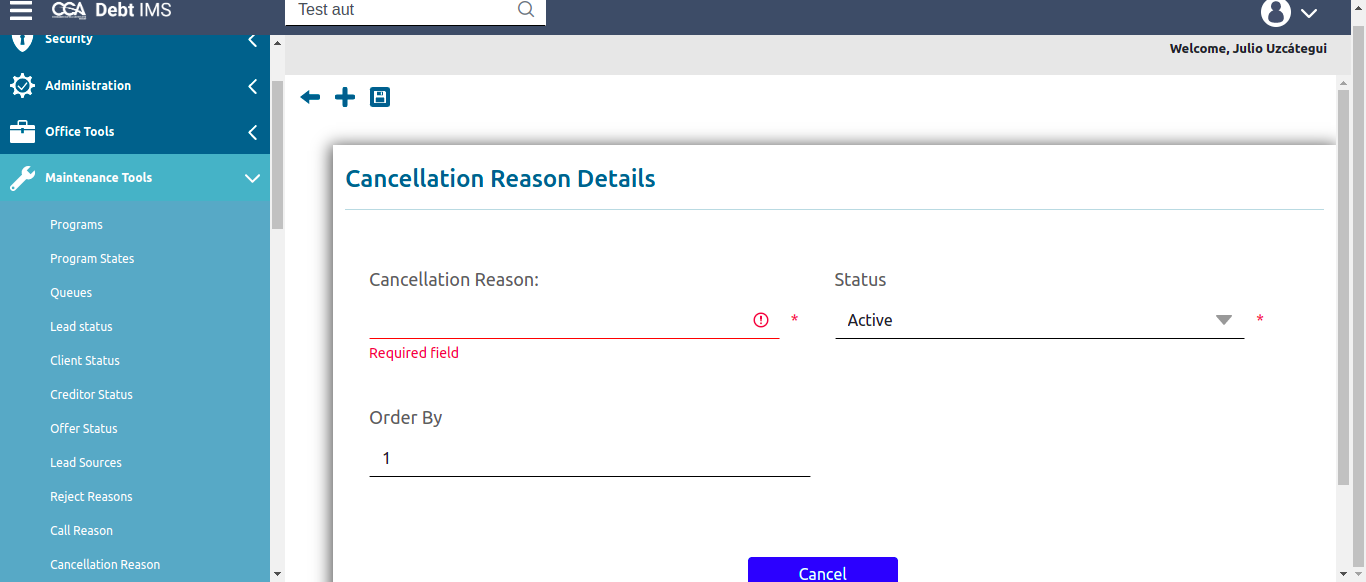 CGA Debt IMS
Test aut
Welcome, Julio Uzcátegui
Security
Administration
Office Tools
Maintenance Tools
Programs
Program States
Queues
Lead status
Client Status
Creditor Status
Offer Status
Lead Sources
Reject Reasons
Call Reason
Cancellation Reason
Cancellation Reason Details
Cancellation Reason:
Status
*
Active
*
Required field
Order By
1
Cancel